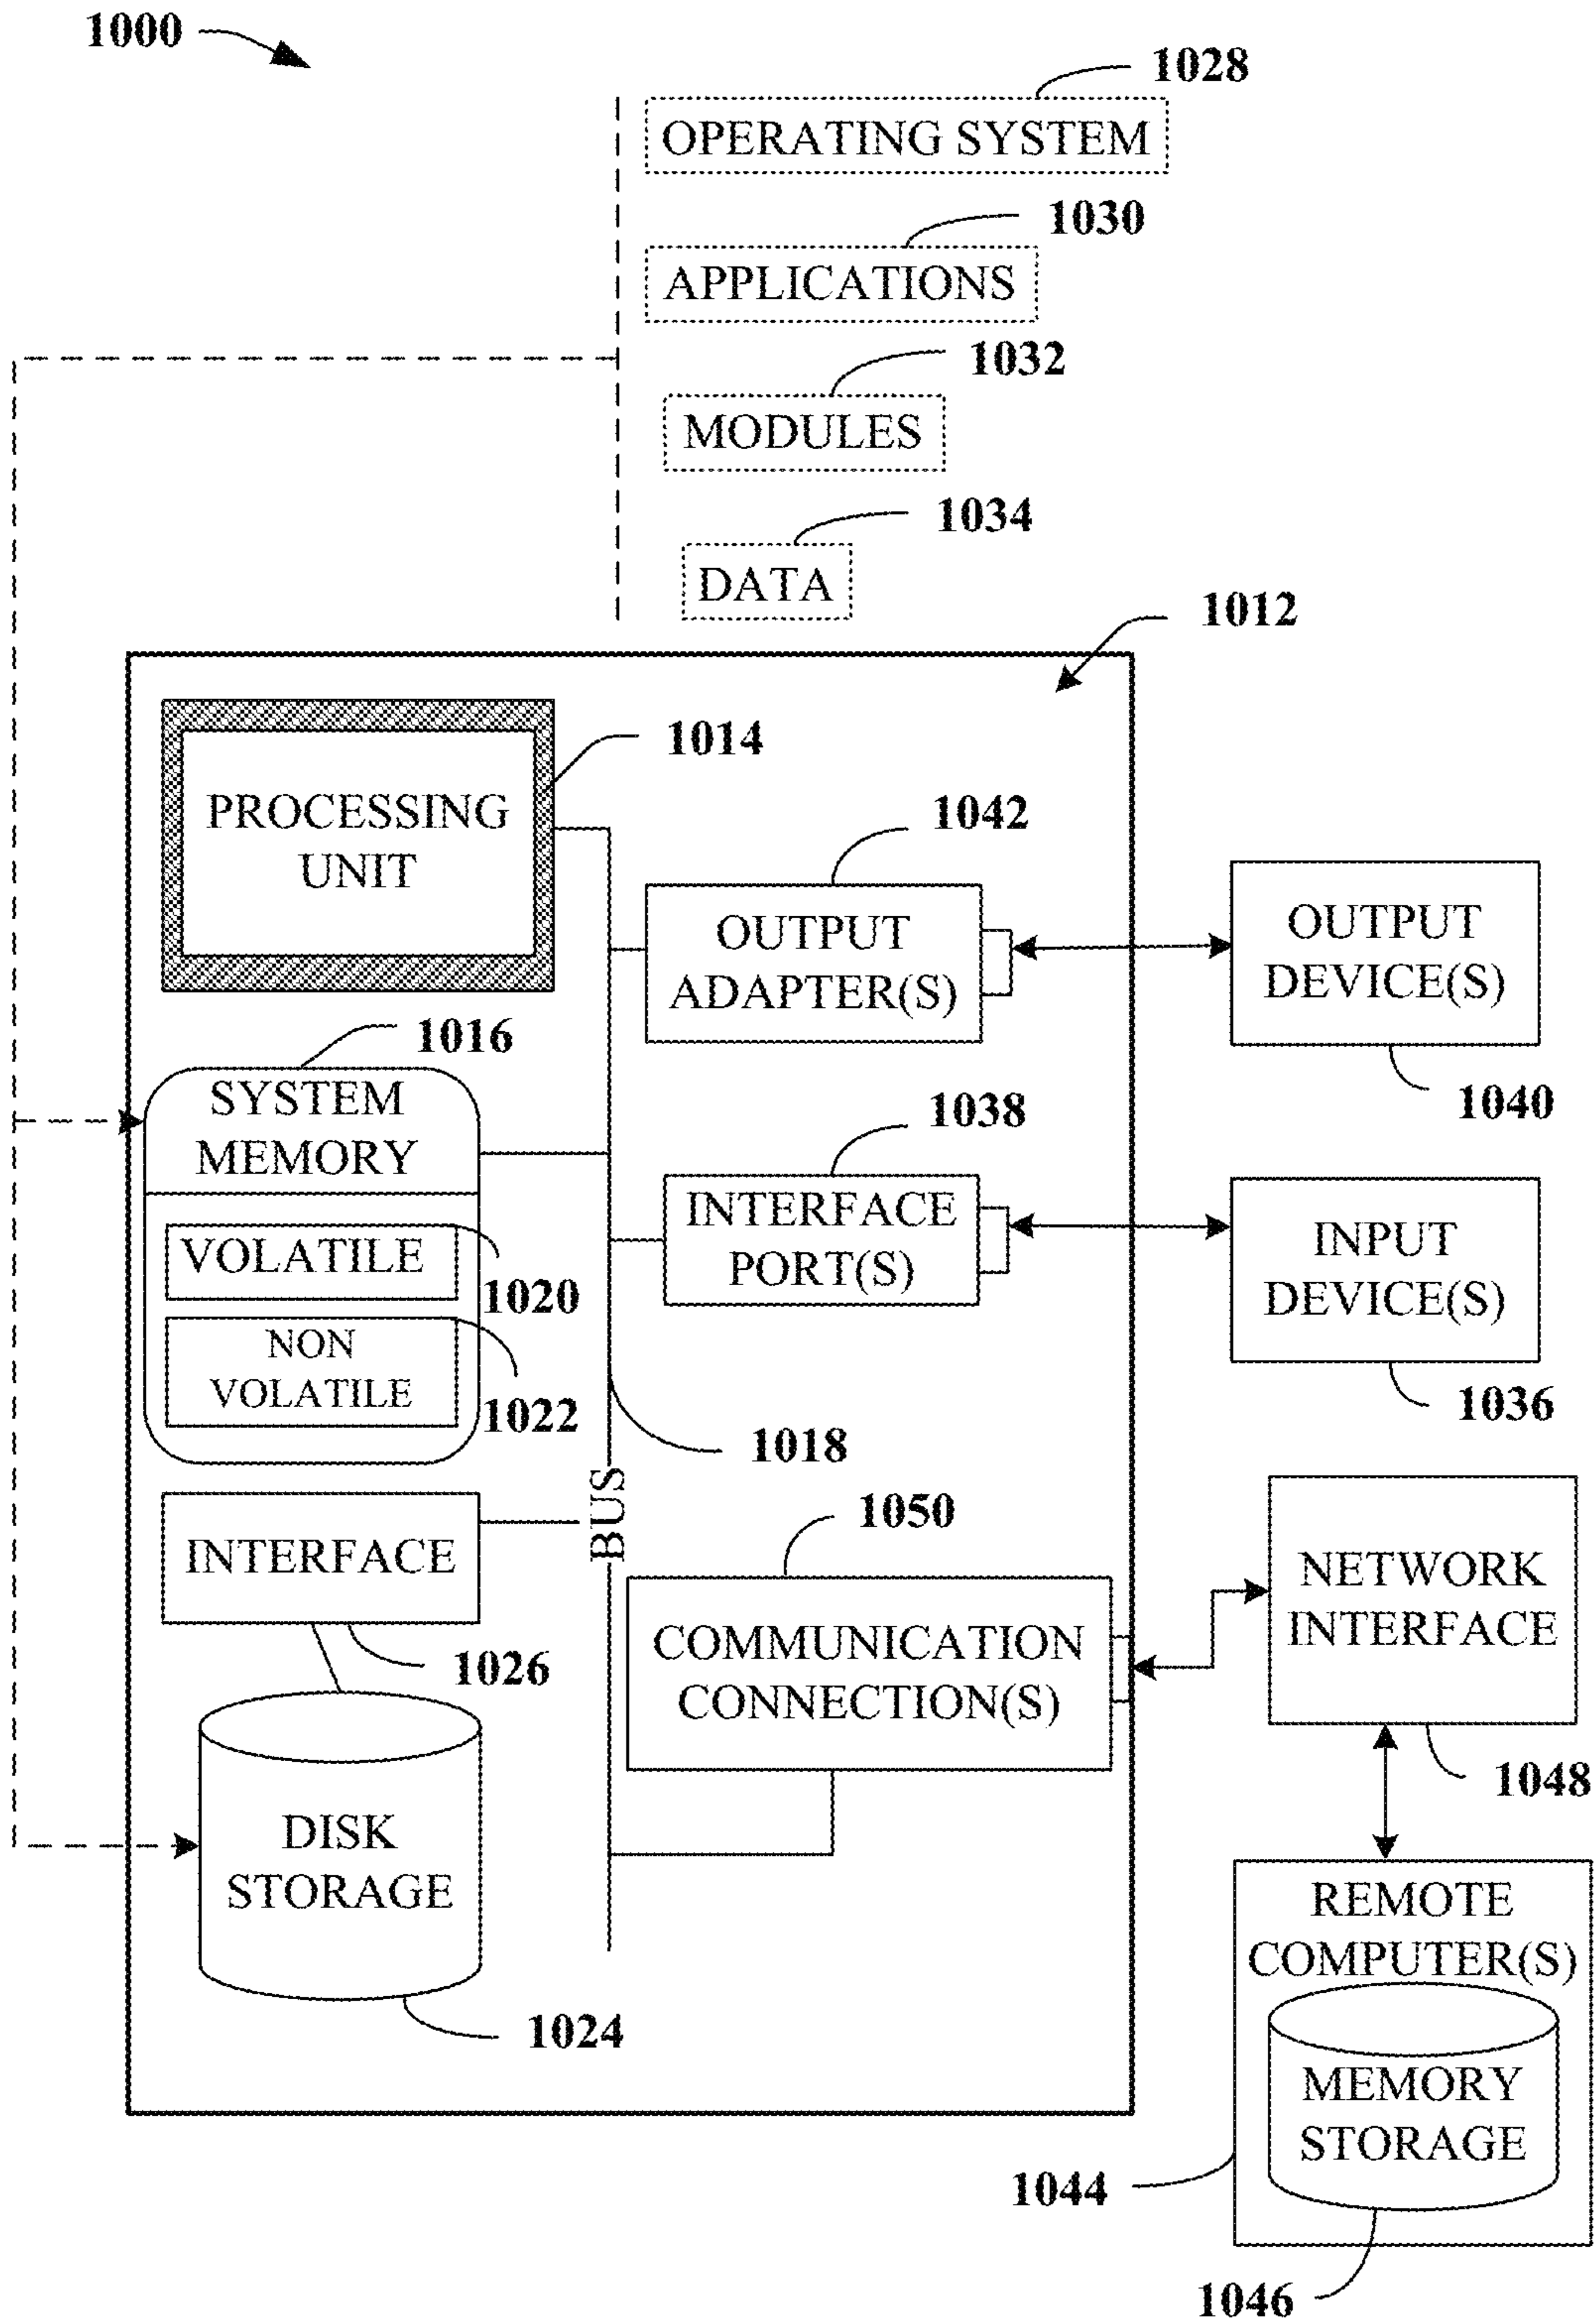 1000
1028
OPERATING SYSTEM
1030
APPLICATIONS
1032
MODULES
1034
DATA
1012
1014
PROCESSING
UNIT
1042
OUTPUT
ADAPTER(S)
OUTPUT
DEVICE(S)
1040
1016
SYSTEM
MEMORY
VOLATILE
1020
NON
VOLATILE
1022
1038
INTERFACE
PORT(S)
INPUT
DEVICE(S)
1036
1018
BUS
INTERFACE
1026
1050
COMMUNICATION
CONNECTION(S)
NETWORK
INTERFACE
1048
DISK
STORAGE
1024
REMOTE
COMPUTER(S)
MEMORY
STORAGE
1044
1046